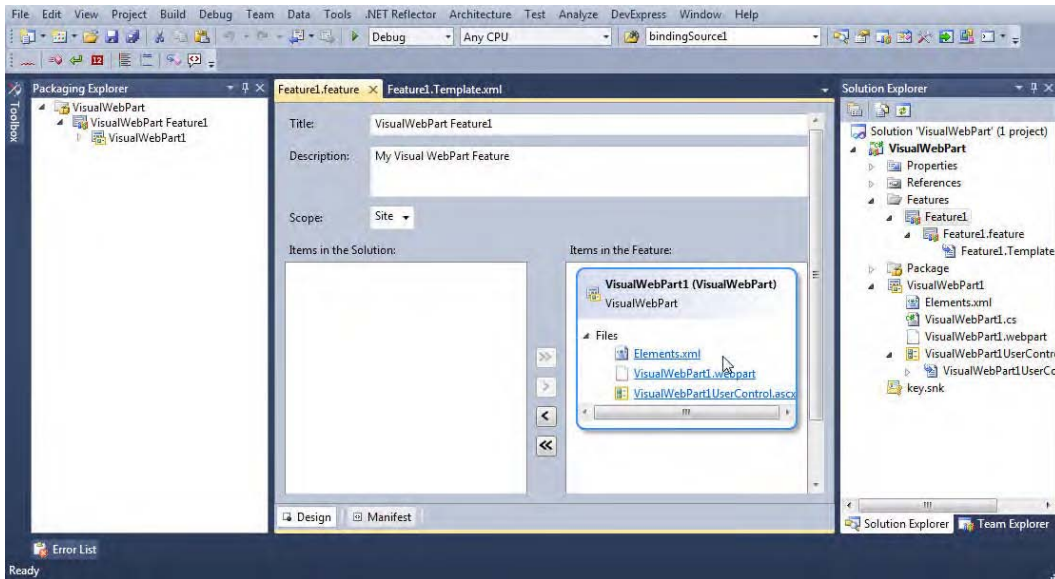 File Edit View Project Build Debug Team Data Tools .NET Reflector Architecture Test Analyze DevExpress Window Help
Debug Any CPU bindingSource1
12
Toolbox
Packaging Explorer
VisualWebPart
VisualWebPart Feature1
VisualWebPart1
Feature1.feature Feature1.Template.xml
Title: VisualWebPart Feature1
Description: My Visual WebPart Feature
Scope: Site
Items in the Solution: Items in the Feature:
VisualWebPart1 (VisualWebPart)
VisualWebPart
Files
Elements.xml
VisualWebPart1.webpart
VisualWebPart1UserControl.ascx
Design Manifest
Solution Explorer
Solution 'VisualWebPart' (1 project)
VisualWebPart
Properties
References
Features
Feature1
Feature1.feature
Feature1.Template
Package
VisualWebPart1
Elements.xml
VisualWebPart1.cs
VisualWebPart1.webpart
VisualWebPart1UserContr
VisualWebPart1UserCo
key.snk
Solution Explorer Team Explorer
Error List
Ready